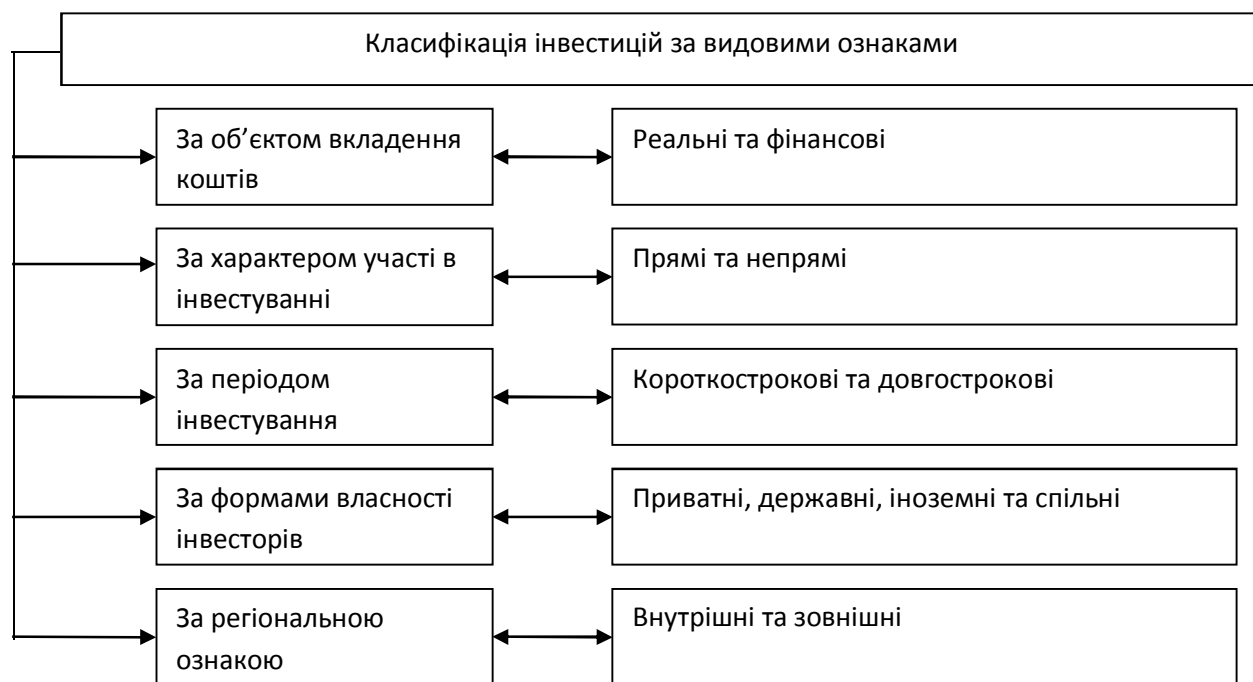 Класифікація інвестицій за видовими ознаками
За об’єктом вкладення
коштів
Реальні та фінансові
За характером участі в
інвестуванні
Прямі та непрямі
За періодом
інвестування
Короткострокові та довгострокові
За формами власності
інвесторів
Приватні, державні, іноземні та спільні
За регіональною
ознакою
Внутрішні та зовнішні